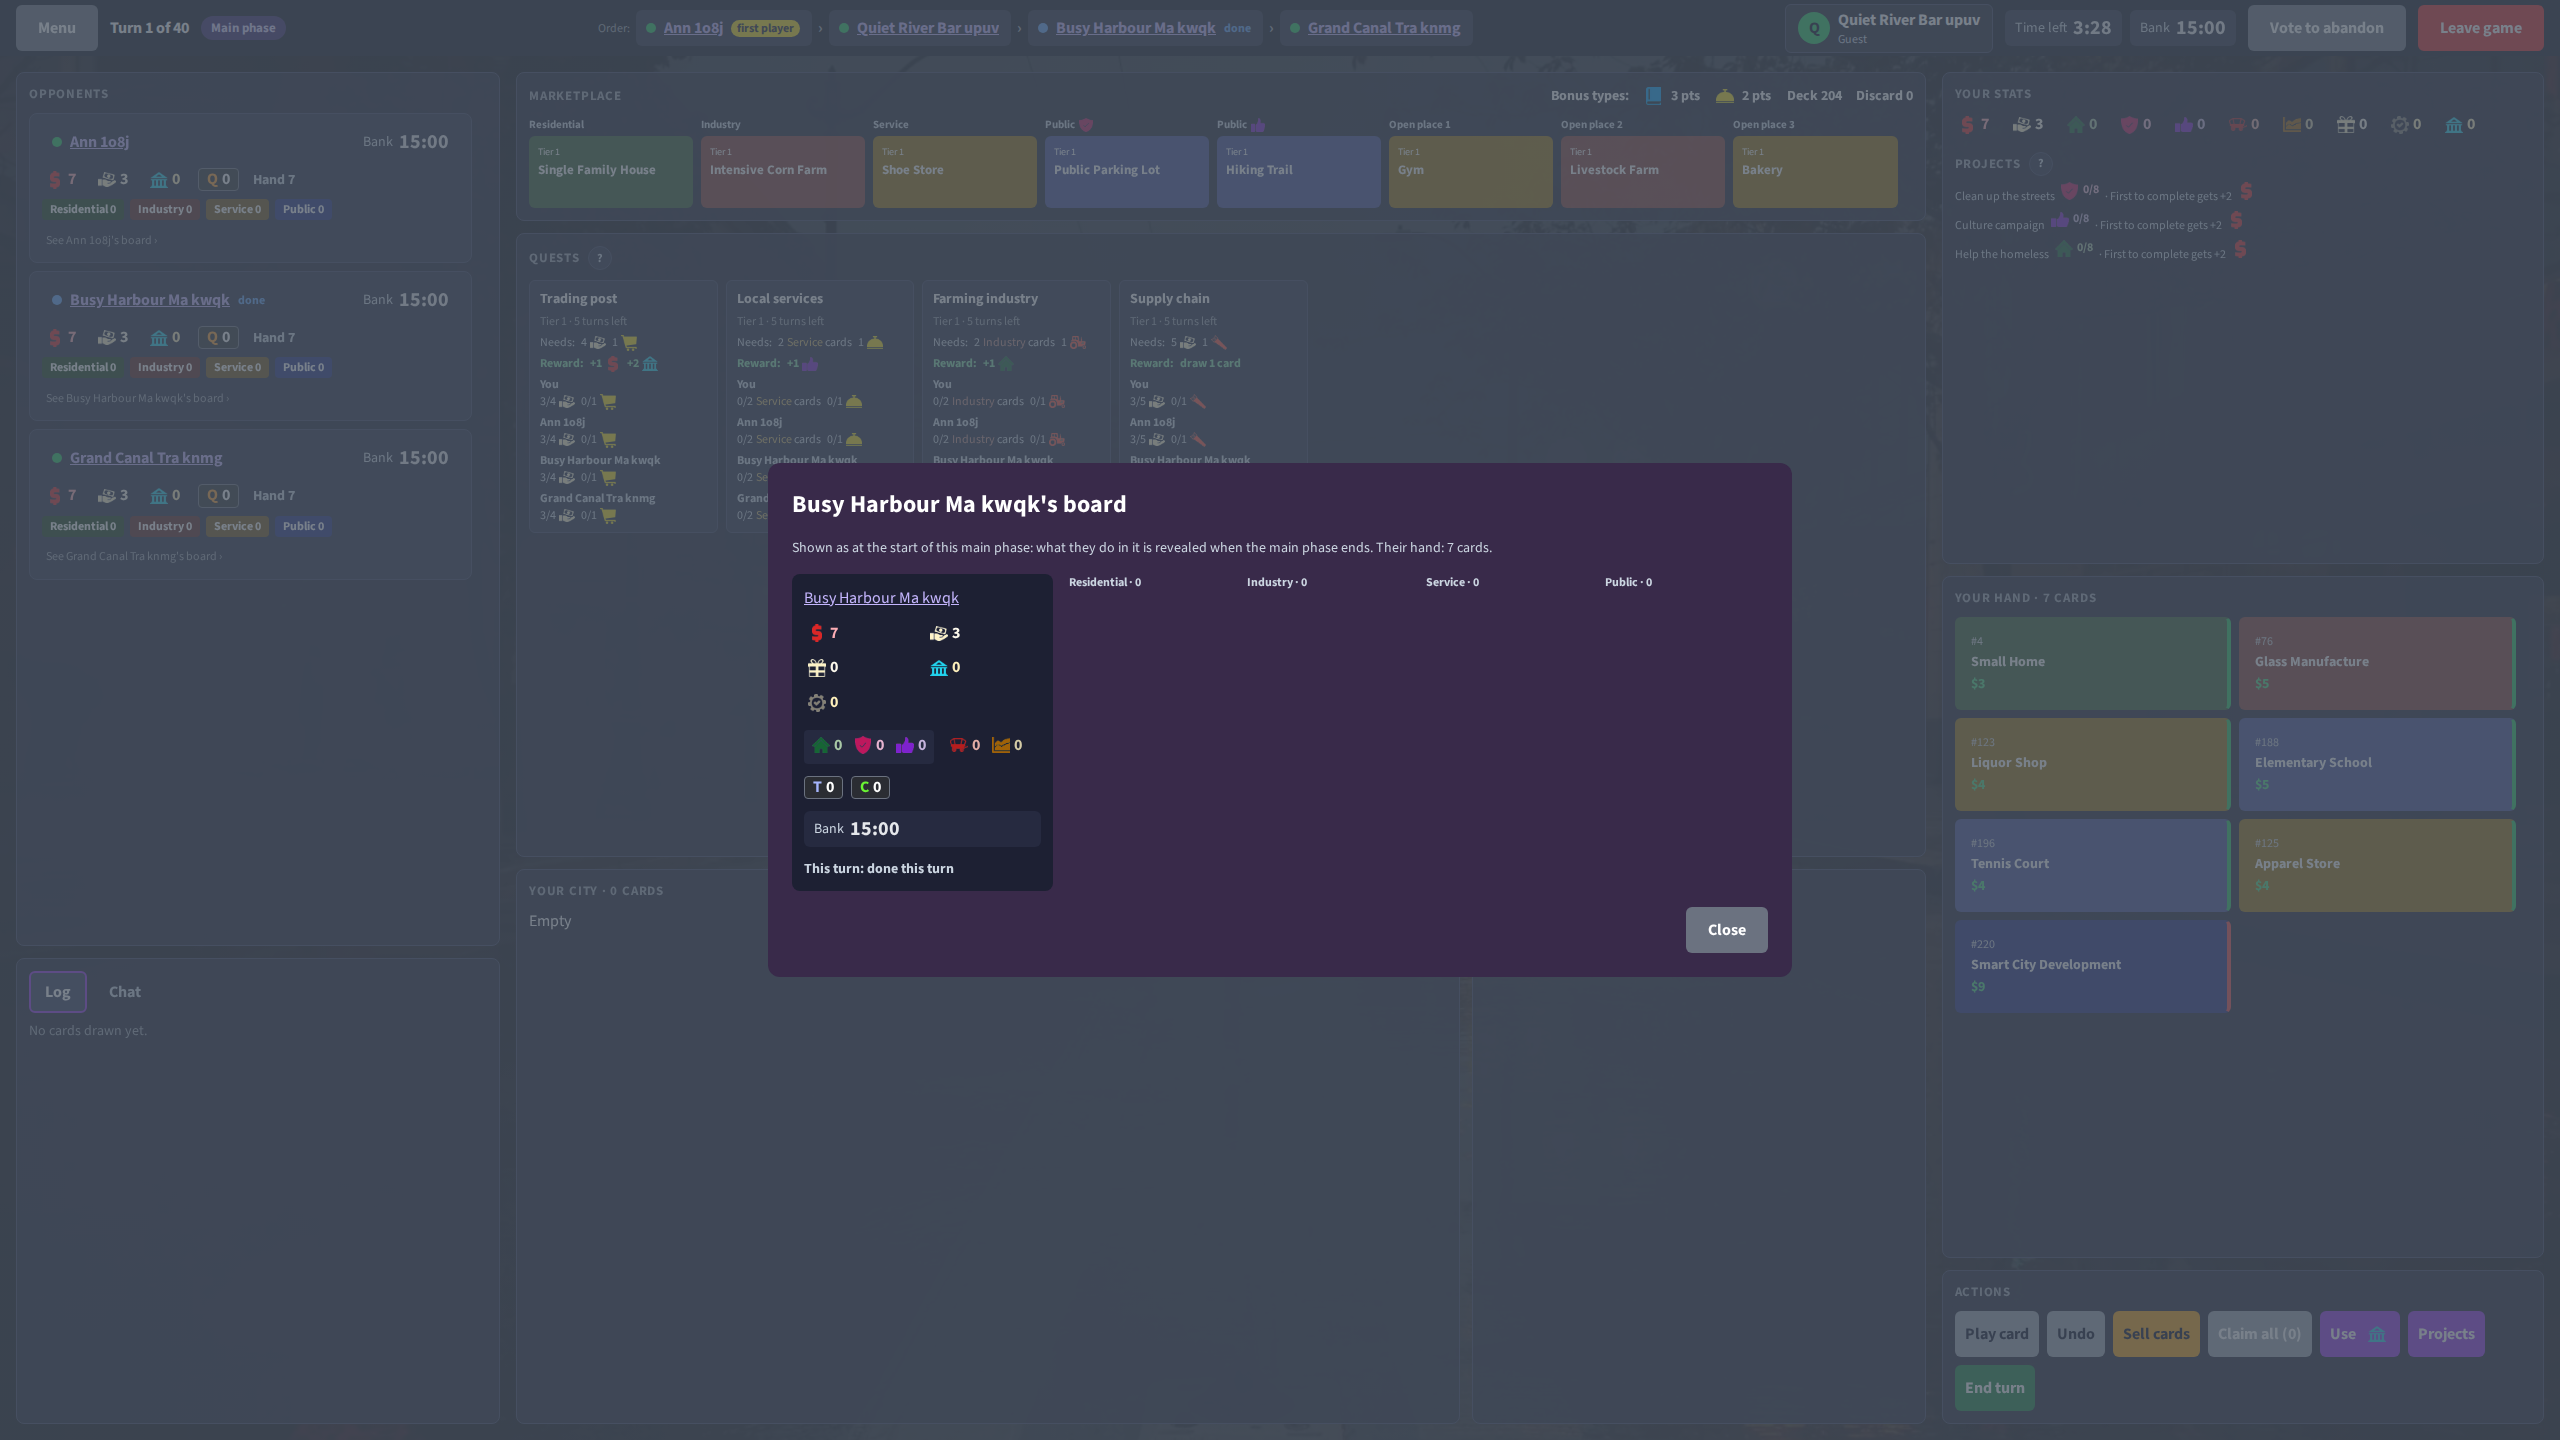 Menu Turn 1 of 40 Main phase Order: Ann 1o8j first player › Quiet River Bar upuv › Busy Harbour Ma kwqk done › Grand Canal Tra knmg Q Quiet River Bar upuv Guest Time left 3:28 Bank 15:00 Vote to abandon Leave game
OPPONENTS
Ann 1o8j Bank 15:00
7 3 0 Q 0 Hand 7
Residential 0 Industry 0 Service 0 Public 0
See Ann 1o8j's board ›
Busy Harbour Ma kwqk done Bank 15:00
7 3 0 Q 0 Hand 7
Residential 0 Industry 0 Service 0 Public 0
See Busy Harbour Ma kwqk's board ›
Grand Canal Tra knmg Bank 15:00
7 3 0 Q 0 Hand 7
Residential 0 Industry 0 Service 0 Public 0
See Grand Canal Tra knmg's board ›
Log Chat
No cards drawn yet.
MARKETPLACE Bonus types: 3 pts 2 pts Deck 204 Discard 0
Residential Industry Service Public Public Open place 1 Open place 2 Open place 3
Tier 1 Tier 1 Tier 1 Tier 1 Tier 1 Tier 1 Tier 1 Tier 1
Single Family House Intensive Corn Farm Shoe Store Public Parking Lot Hiking Trail Gym Livestock Farm Bakery
QUESTS ?
Trading post Local services Farming industry Supply chain
Tier 1 · 5 turns left Tier 1 · 5 turns left Tier 1 · 5 turns left Tier 1 · 5 turns left
Needs: 4 1 Needs: 2 Service cards 1 Needs: 2 Industry cards 1 Needs: 5 1
Reward: +1 +2 Reward: +1 Reward: +1 Reward: draw 1 card
You You You You
3/4 0/1 0/2 Service cards 0/1 0/2 Industry cards 0/1 3/5 0/1
Ann 1o8j Ann 1o8j Ann 1o8j Ann 1o8j
3/4 0/1 0/2 Service cards 0/1 0/2 Industry cards 0/1 3/5 0/1
Busy Harbour Ma kwqk Busy Harbour Ma kwqk Busy Harbour Ma kwqk Busy Harbour Ma kwqk
3/4 0/1 0/2 Se
Grand Canal Tra knmg Grand
3/4 0/1 0/2 Se
Busy Harbour Ma kwqk's board
Shown as at the start of this main phase: what they do in it is revealed when the main phase ends. Their hand: 7 cards.
Busy Harbour Ma kwqk
7 3
0 0
0
0 0 0 0 0
T 0 C 0
Bank 15:00
This turn: done this turn
Residential · 0 Industry · 0 Service · 0 Public · 0
Close
YOUR CITY · 0 CARDS
Empty
YOUR STATS
7 3 0 0 0 0 0 0 0 0
PROJECTS ?
Clean up the streets 0/8 · First to complete gets +2
Culture campaign 0/8 · First to complete gets +2
Help the homeless 0/8 · First to complete gets +2
YOUR HAND · 7 CARDS
#4 #76
Small Home Glass Manufacture
$3 $5
#123 #188
Liquor Shop Elementary School
$4 $5
#196 #125
Tennis Court Apparel Store
$4 $4
#220
Smart City Development
$9
ACTIONS
Play card Undo Sell cards Claim all (0) Use Projects
End turn